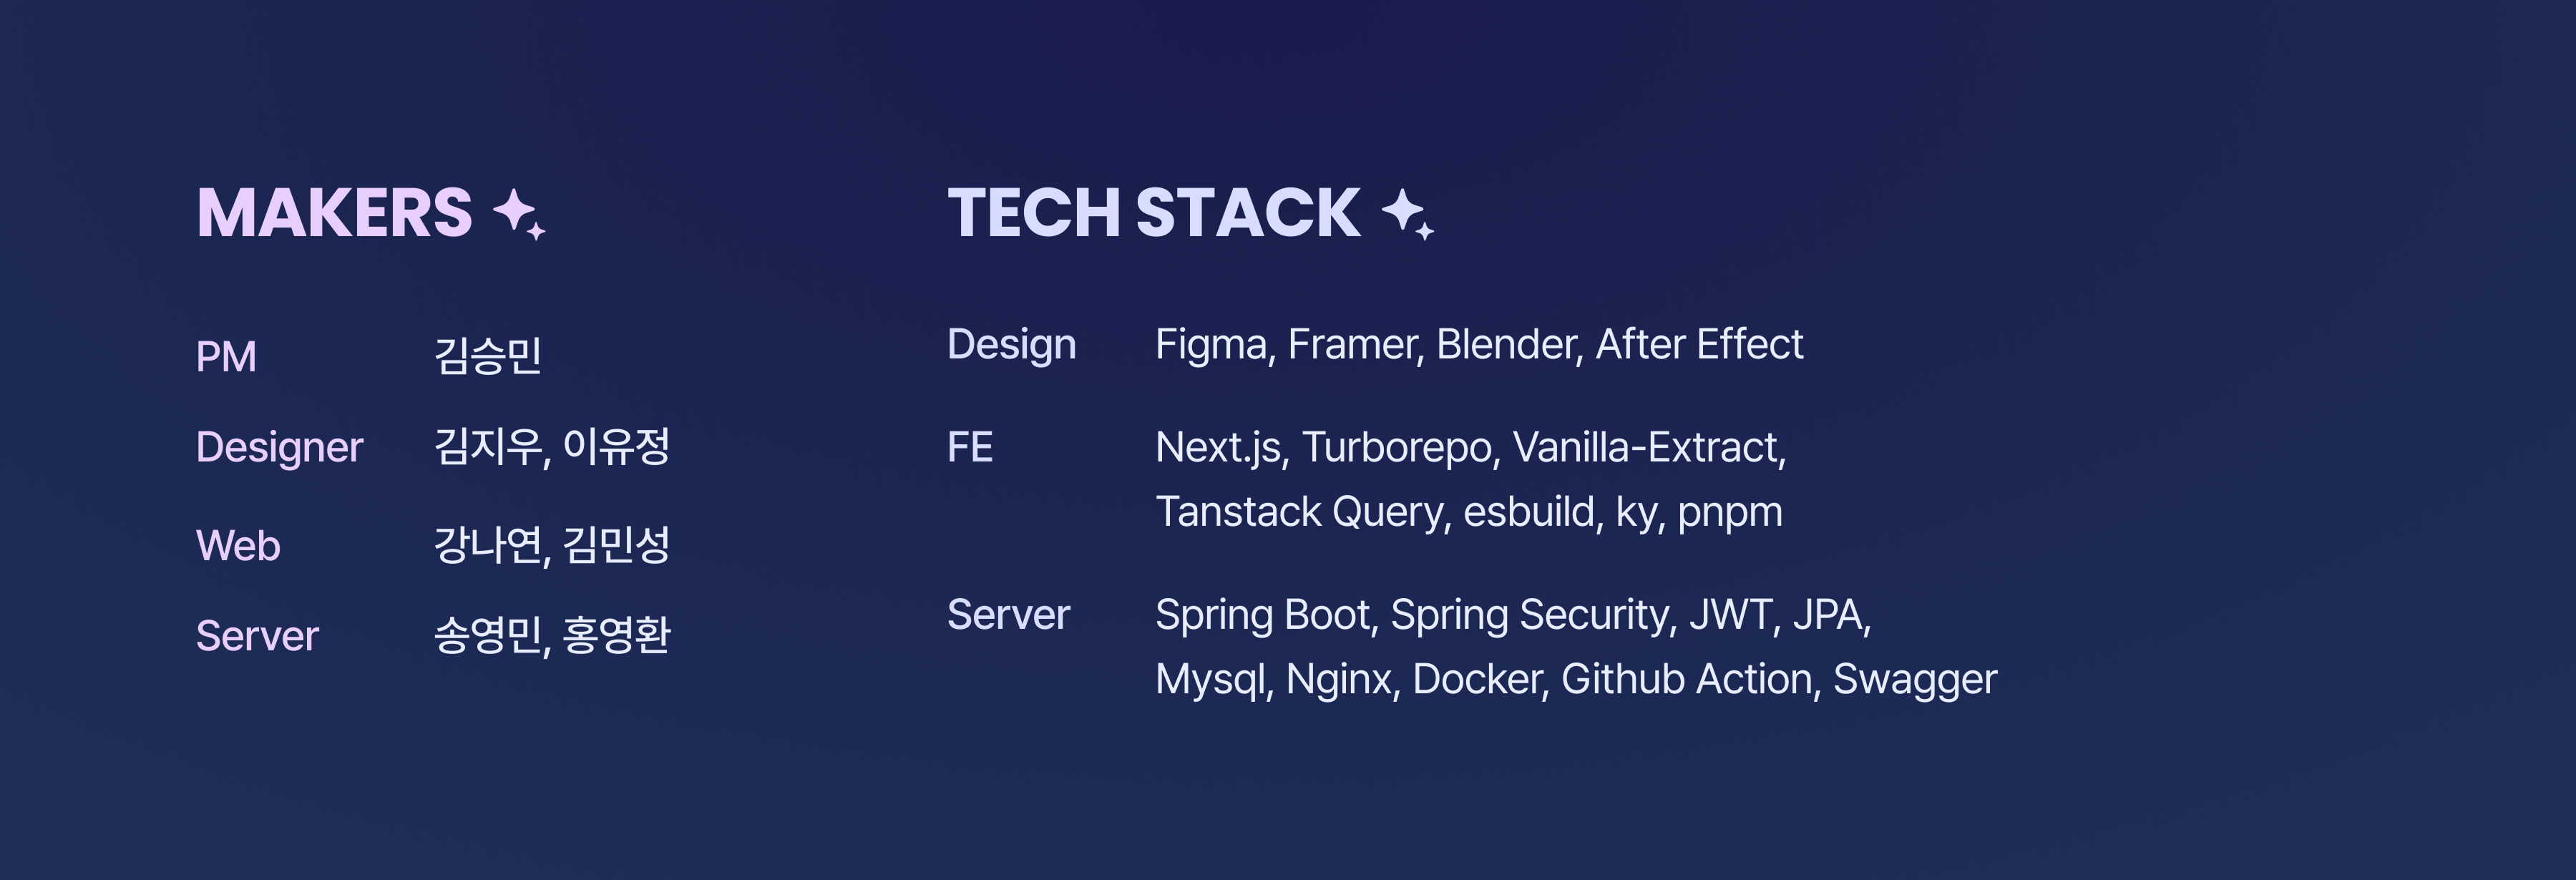 MAKERS
PM 김승민
Designer 김지우, 이유정
Web 강나연, 김민성
Server 송영민, 홍영환
TECH STACK
Design Figma, Framer, Blender, After Effect
FE Next.js, Turborepo, Vanilla-Extract,
Tanstack Query, esbuild, ky, pnpm
Server Spring Boot, Spring Security, JWT, JPA,
Mysql, Nginx, Docker, Github Action, Swagger